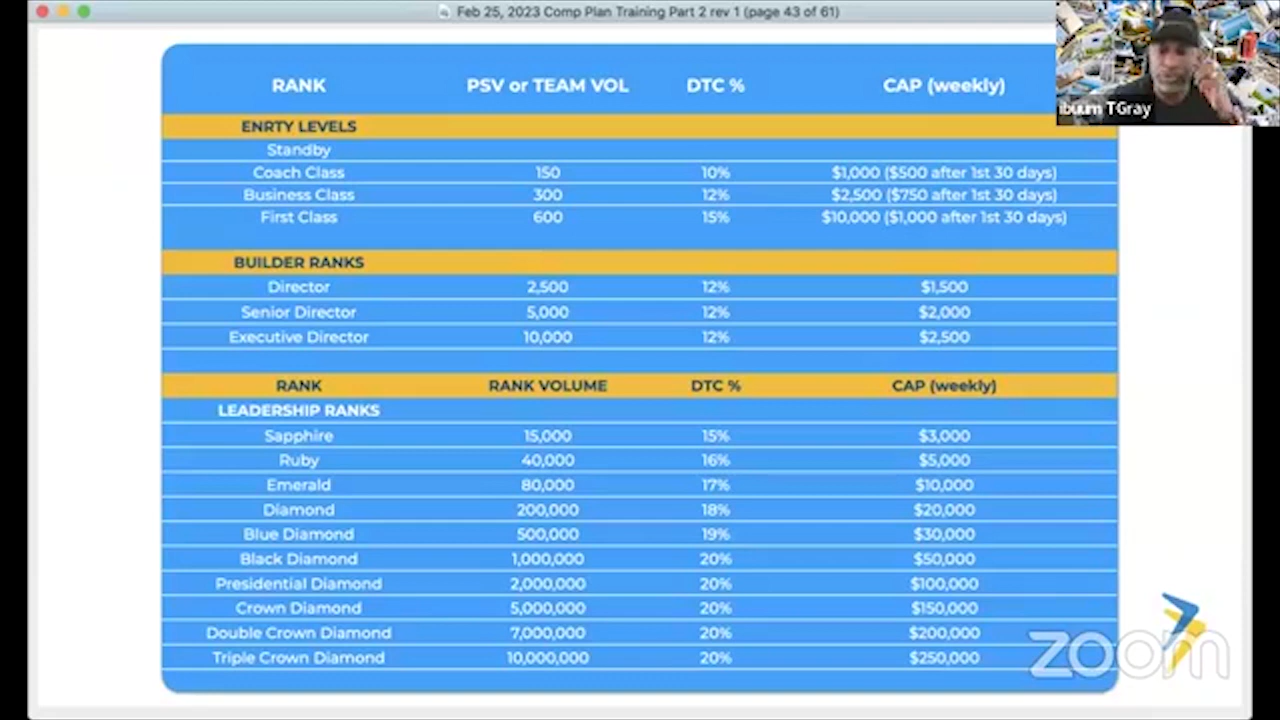 Feb 25, 2023 Comp Plan Training Part 2 rev 1 (page 43 of 61)
RANK PSV or TEAM VOL DTC % CAP (weekly)
ibuum TGray
ENRTY LEVELS
Standby
Coach Class 150 10% $1,000 ($500 after 1st 30 days)
Business Class 300 12% $2,500 ($750 after 1st 30 days)
First Class 600 15% $10,000 ($1,000 after 1st 30 days)
BUILDER RANKS
Director 2,500 12% $1,500
Senior Director 5,000 12% $2,000
Executive Director 10,000 12% $2,500
RANK RANK VOLUME DTC % CAP (weekly)
LEADERSHIP RANKS
Sapphire 15,000 15% $3,000
Ruby 40,000 16% $5,000
Emerald 80,000 17% $10,000
Diamond 200,000 18% $20,000
Blue Diamond 500,000 19% $30,000
Black Diamond 1,000,000 20% $50,000
Presidential Diamond 2,000,000 20% $100,000
Crown Diamond 5,000,000 20% $150,000
Double Crown Diamond 7,000,000 20% $200,000
Triple Crown Diamond 10,000,000 20% $250,000
zoom